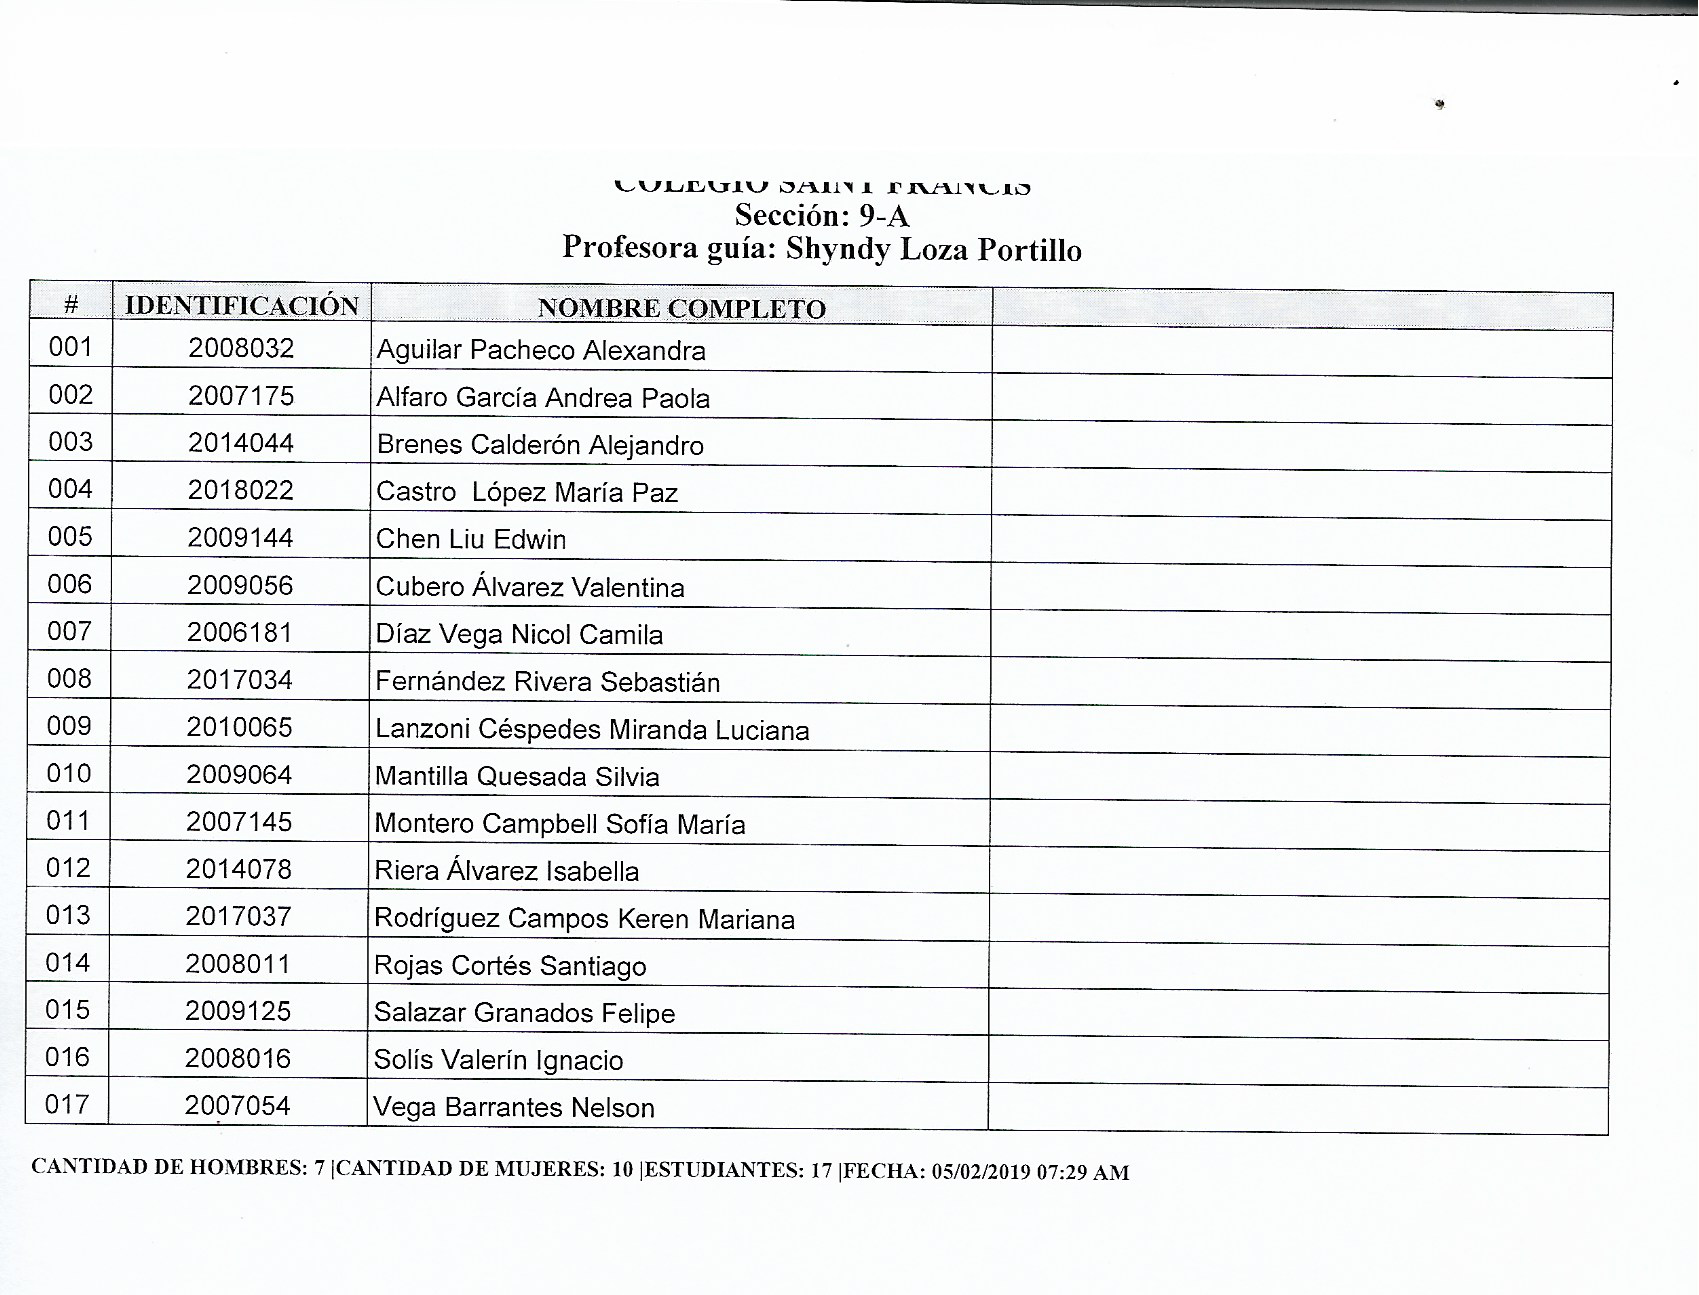 COLEGIO SAINT FRANCIS
Sección: 9-A
Profesora guía: Shyndy Loza Portillo
# IDENTIFICACIÓN NOMBRE COMPLETO
001 2008032 Aguilar Pacheco Alexandra
002 2007175 Alfaro García Andrea Paola
003 2014044 Brenes Calderón Alejandro
004 2018022 Castro López María Paz
005 2009144 Chen Liu Edwin
006 2009056 Cubero Álvarez Valentina
007 2006181 Díaz Vega Nicol Camila
008 2017034 Fernández Rivera Sebastián
009 2010065 Lanzoni Céspedes Miranda Luciana
010 2009064 Mantilla Quesada Silvia
011 2007145 Montero Campbell Sofía María
012 2014078 Riera Álvarez Isabella
013 2017037 Rodríguez Campos Keren Mariana
014 2008011 Rojas Cortés Santiago
015 2009125 Salazar Granados Felipe
016 2008016 Solís Valerín Ignacio
017 2007054 Vega Barrantes Nelson
CANTIDAD DE HOMBRES: 7 |CANTIDAD DE MUJERES: 10 |ESTUDIANTES: 17 |FECHA: 05/02/2019 07:29 AM